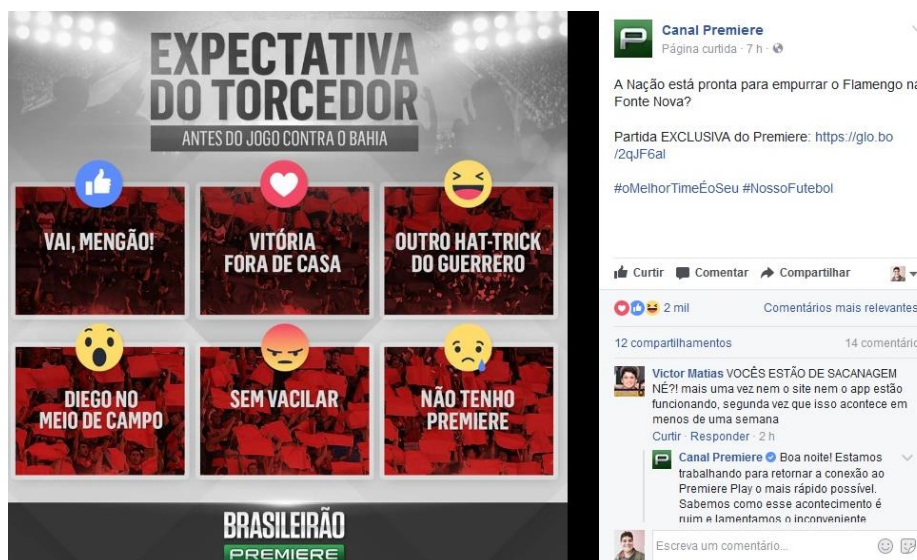 EXPECTATIVA
DO TORCEDOR
ANTES DO JOGO CONTRA O BAHIA
VAI, MENGÃO!
VITÓRIA
FORA DE CASA
OUTRO HAT-TRICK
DO GUERRERO
DIEGO NO
MEIO DE CAMPO
SEM VACILAR
NÃO TENHO
PREMIERE
BRASILEIRÃO
PREMIERE
Canal Premiere
Página curtida · 7 h ·
A Nação está pronta para empurrar o Flamengo na
Fonte Nova?
Partida EXCLUSIVA do Premiere: https://glo.bo
/2qJF6al
#oMelhorTimeÉoSeu #NossoFutebol
Curtir Comentar Compartilhar
2 mil Comentários mais relevantes
12 compartilhamentos 14 comentário
Victor Matias VOCÊS ESTÃO DE SACANAGEM
NÉ?! mais uma vez nem o site nem o app estão
funcionando, segunda vez que isso acontece em
menos de uma semana
Curtir · Responder · 2 h
Canal Premiere Boa noite! Estamos
trabalhando para retornar a conexão ao
Premiere Play o mais rápido possível.
Sabemos como esse acontecimento é
ruim e lamentamos o inconveniente
Escreva um comentário...